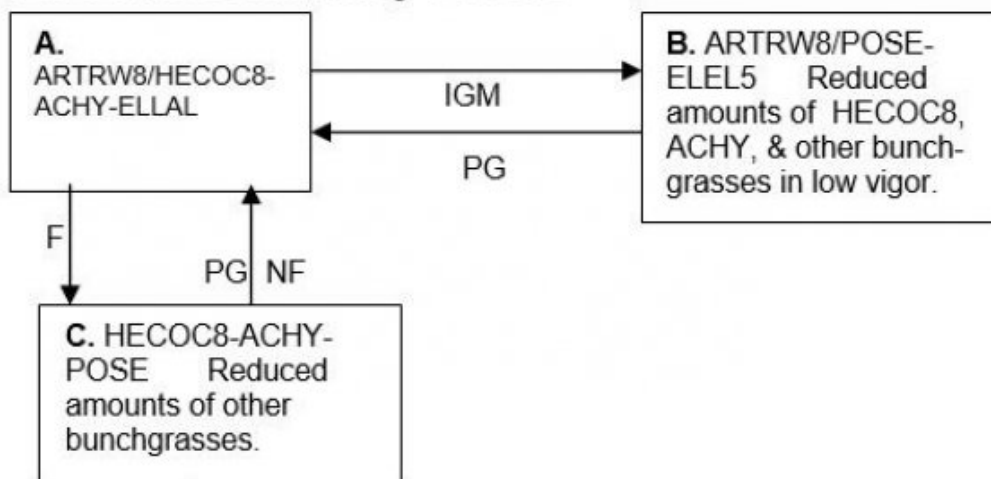 A.
ARTRW8/HECOC8-
ACHY-ELLAL
IGM
PG
B. ARTRW8/POSE-
ELEL5 Reduced
amounts of HECOC8,
ACHY, & other bunch-
grasses in low vigor.
F
PG NF
C. HECOC8-ACHY-
POSE Reduced
amounts of other
bunchgrasses.